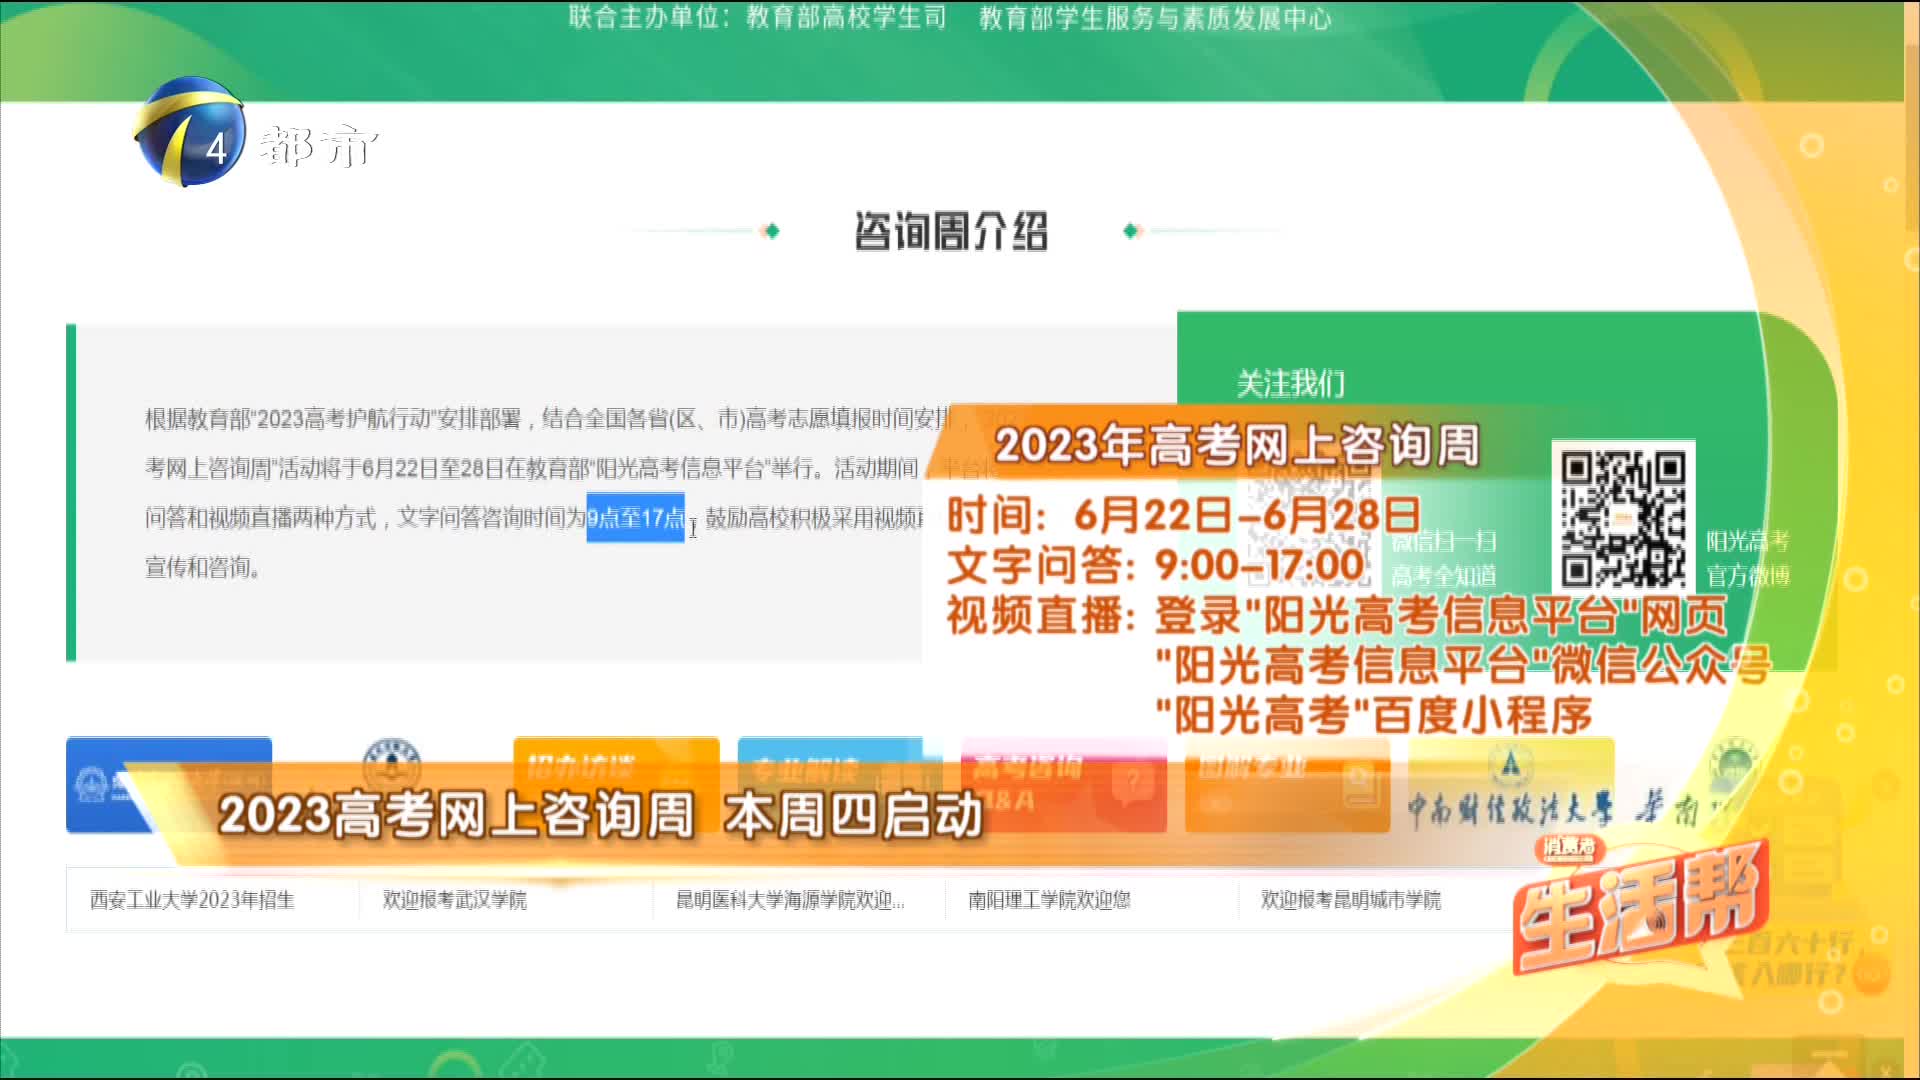 联合主办单位：教育部高校学生司 教育部学生服务与素质发展中心
4 都市
咨询周介绍
关注我们
根据教育部"2023高考护航行动"安排部署，结合全国各省(区、市)高考志愿填报时间安排，
考网上咨询周"活动将于6月22日至28日在教育部"阳光高考信息平台"举行。活动期间，平台
问答和视频直播两种方式，文字问答咨询时间为9点至17点，鼓励高校积极采用视频
宣传和咨询。
2023年高考网上咨询周
时间：6月22日-6月28日
文字问答：9:00-17:00
视频直播：登录"阳光高考信息平台"网页
"阳光高考信息平台"微信公众号
"阳光高考"百度小程序
微信扫一扫
高考全知道
阳光高考
官方微博
招办访谈
专业解读
高考咨询
Q&A
图解专业
中南财经政法大学
华南
2023高考网上咨询周 本周四启动
西安工业大学2023年招生
欢迎报考武汉学院
昆明医科大学海源学院欢迎...
南阳理工学院欢迎您
欢迎报考昆明城市学院
消费者
生活帮
三百六十行，
入哪行？